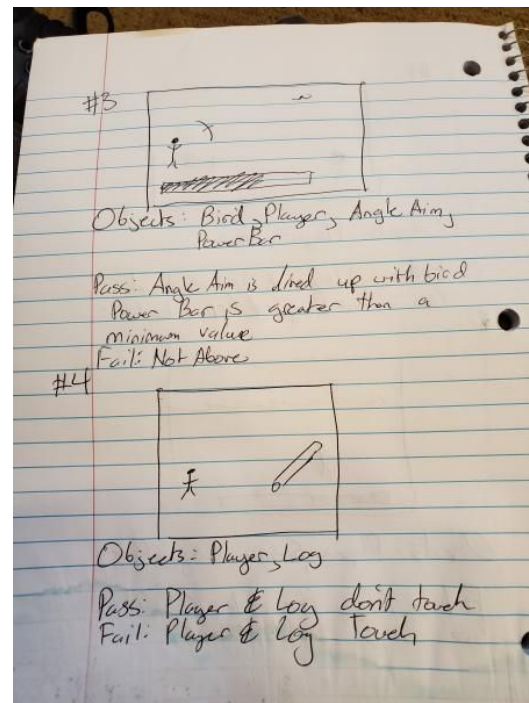 #3
Objects: Bird, Player, Angle Aim,
Power Bar
Pass: Angle Aim is lined up with bird
Power Bar is greater than a
minimum value
Fail: Not Above
#4
Objects: Player, Log
Pass: Player & Log don't touch
Fail: Player & Log touch